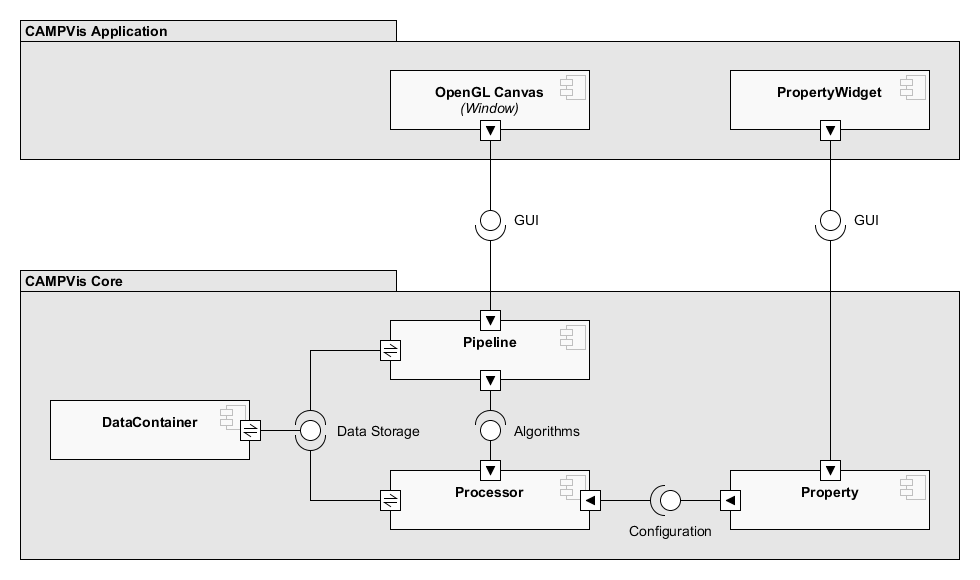 CAMPVis Application
OpenGL Canvas
(Window)
PropertyWidget
GUI
GUI
CAMPVis Core
Pipeline
DataContainer
Data Storage
Algorithms
Processor
Property
Configuration